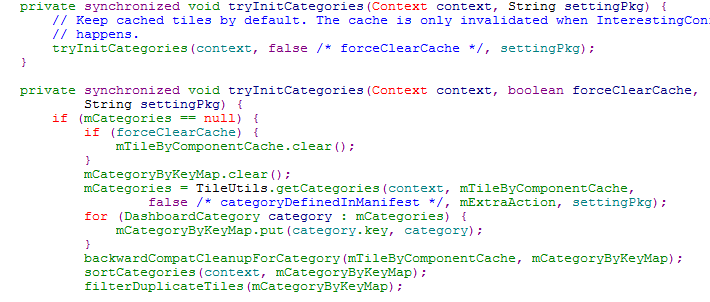 private synchronized void tryInitCategories(Context context, String settingPkg) {
// Keep cached tiles by default. The cache is only invalidated when InterestingCon
// happens.
tryInitCategories(context, false /* forceClearCache */, settingPkg);
}
private synchronized void tryInitCategories(Context context, boolean forceClearCache,
String settingPkg) {
if (mCategories == null) {
if (forceClearCache) {
mTileByComponentCache.clear();
}
mCategoryByKeyMap.clear();
mCategories = TileUtils.getCategories(context, mTileByComponentCache,
false /* categoryDefinedInManifest */, mExtraAction, settingPkg);
for (DashboardCategory category : mCategories) {
mCategoryByKeyMap.put(category.key, category);
}
backwardCompatCleanupForCategory(mTileByComponentCache, mCategoryByKeyMap);
sortCategories(context, mCategoryByKeyMap);
filterDuplicateTiles(mCategoryByKeyMap);